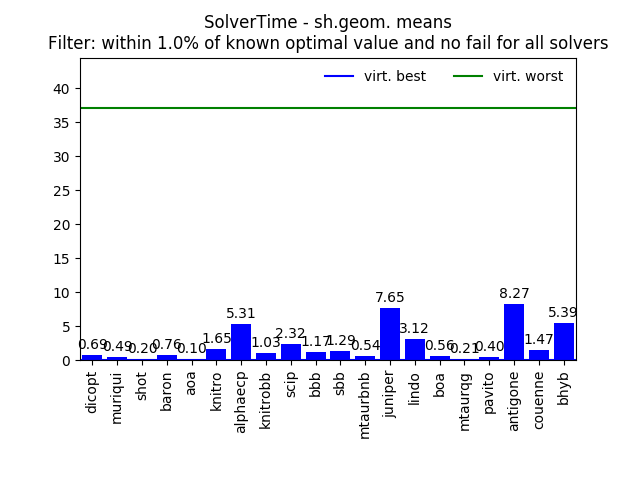 SolverTime - sh.geom. means
Filter: within 1.0% of known optimal value and no fail for all solvers
virt. best
virt. worst
40
35
30
25
20
15
10
5
0
0.69
0.49
0.20
0.76
0.10
1.65
5.31
1.03
2.32
1.17
1.29
0.54
7.65
3.12
0.56
0.21
0.40
8.27
1.47
5.39
dicopt
muriqui
shot
baron
aoa
knitro
alphaecp
knitrobb
scip
bbb
sbb
mtaurbnb
juniper
lindo
boa
mtaurqg
pavito
antigone
couenne
bhyb